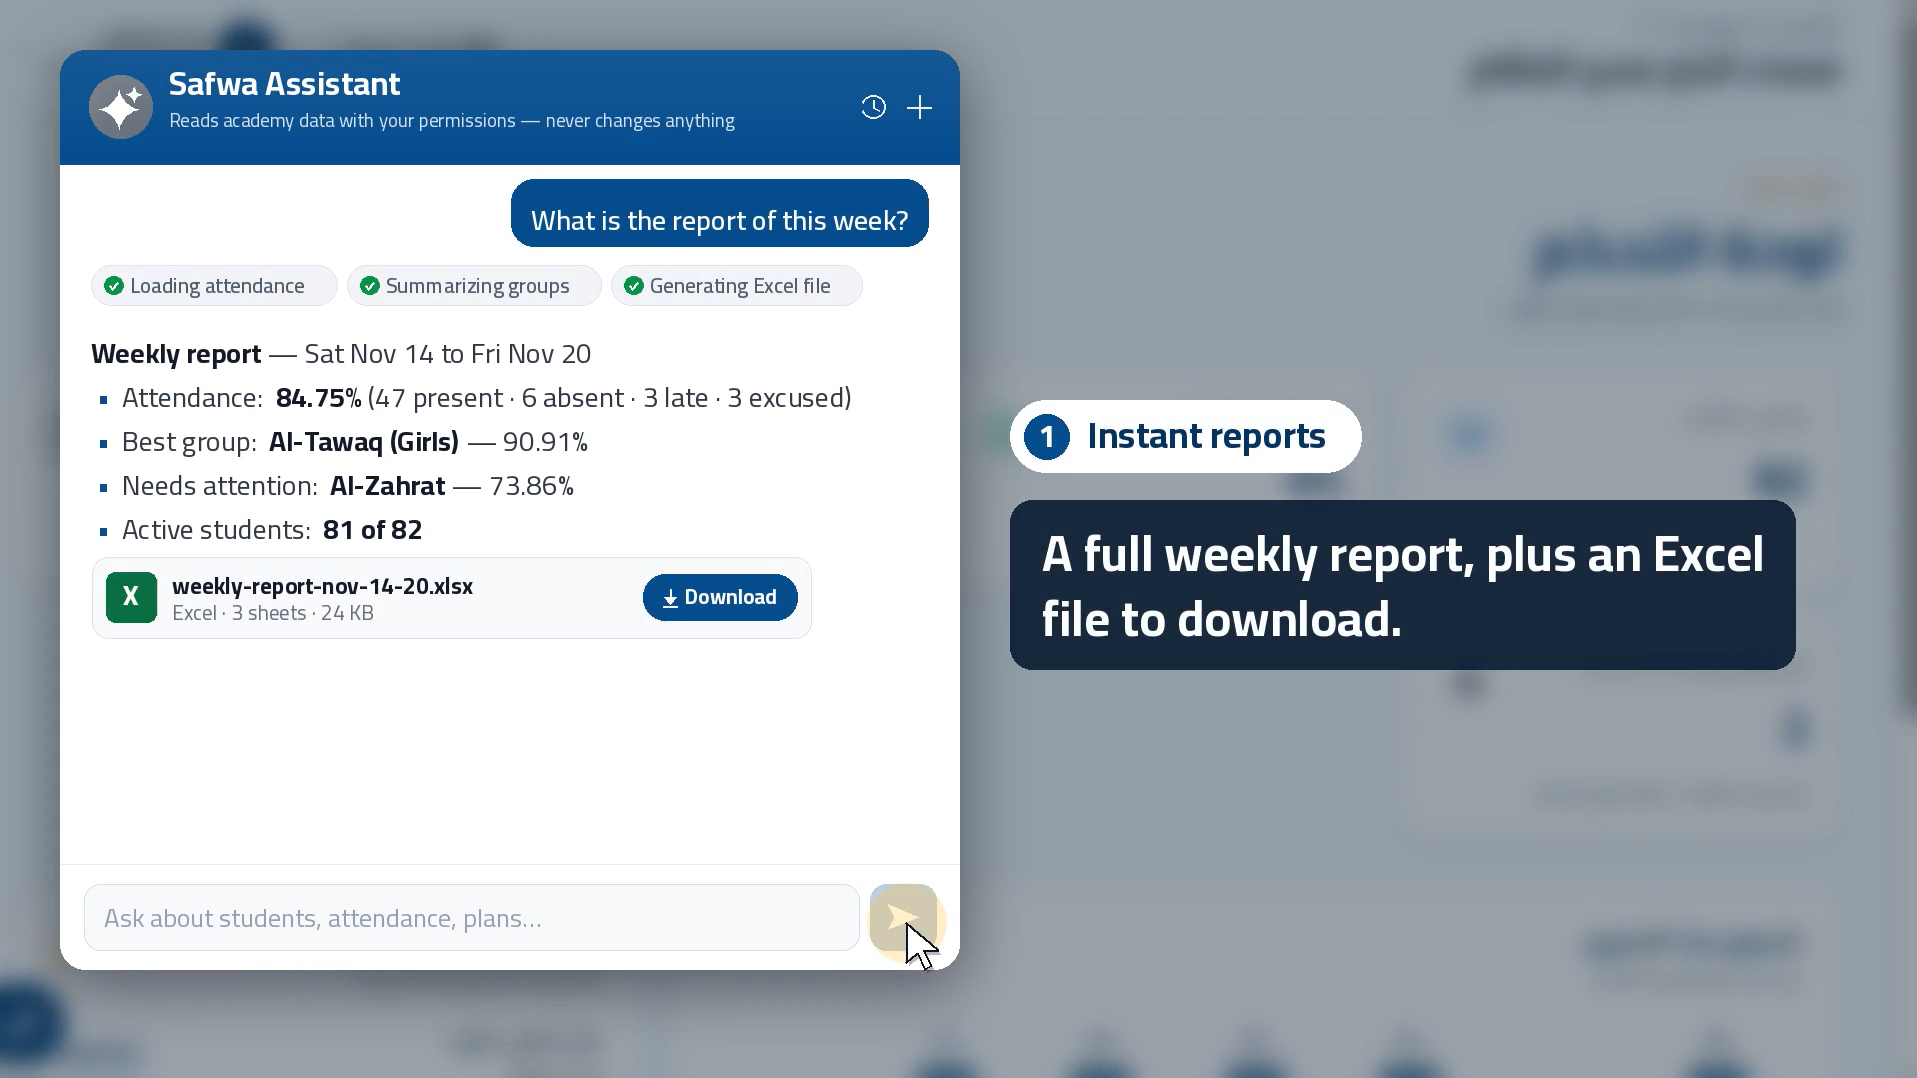 Safwa Assistant
Reads academy data with your permissions — never changes anything
What is the report of this week?
Loading attendance
Summarizing groups
Generating Excel file
Weekly report — Sat Nov 14 to Fri Nov 20
▪ Attendance: 84.75% (47 present · 6 absent · 3 late · 3 excused)
▪ Best group: Al-Tawaq (Girls) — 90.91%
▪ Needs attention: Al-Zahrat — 73.86%
▪ Active students: 81 of 82
X
weekly-report-nov-14-20.xlsx
Excel · 3 sheets · 24 KB
Download
Ask about students, attendance, plans...
1 Instant reports
A full weekly report, plus an Excel
file to download.